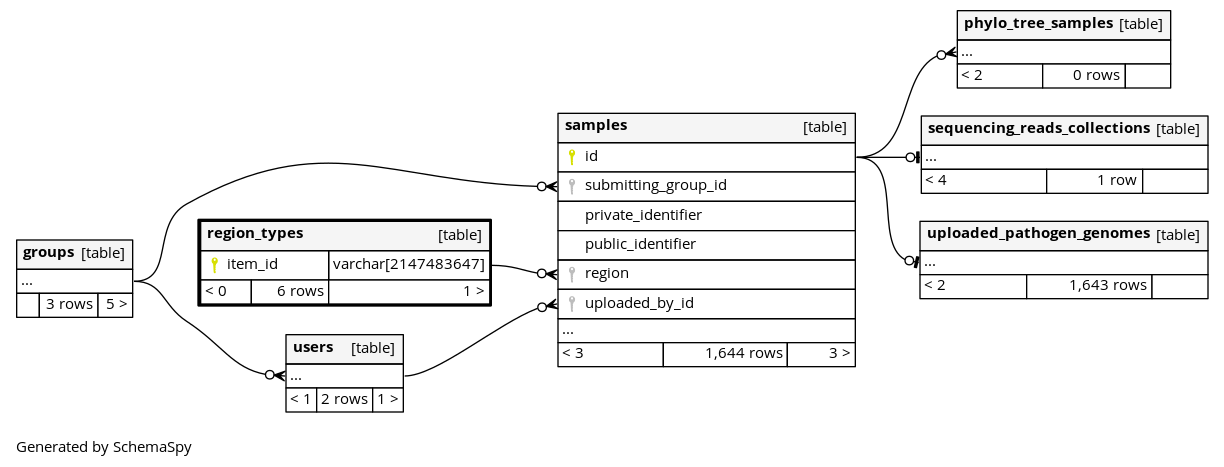 phylo_tree_samples [table]
...
< 2 0 rows
samples [table]
id
submitting_group_id
private_identifier
public_identifier
region
uploaded_by_id
...
< 3 1,644 rows 3 >
sequencing_reads_collections [table]
...
< 4 1 row
uploaded_pathogen_genomes [table]
...
< 2 1,643 rows
region_types [table]
item_id varchar[2147483647]
< 0 6 rows 1 >
groups [table]
...
3 rows 5 >
users [table]
...
< 1 2 rows 1 >
Generated by SchemaSpy